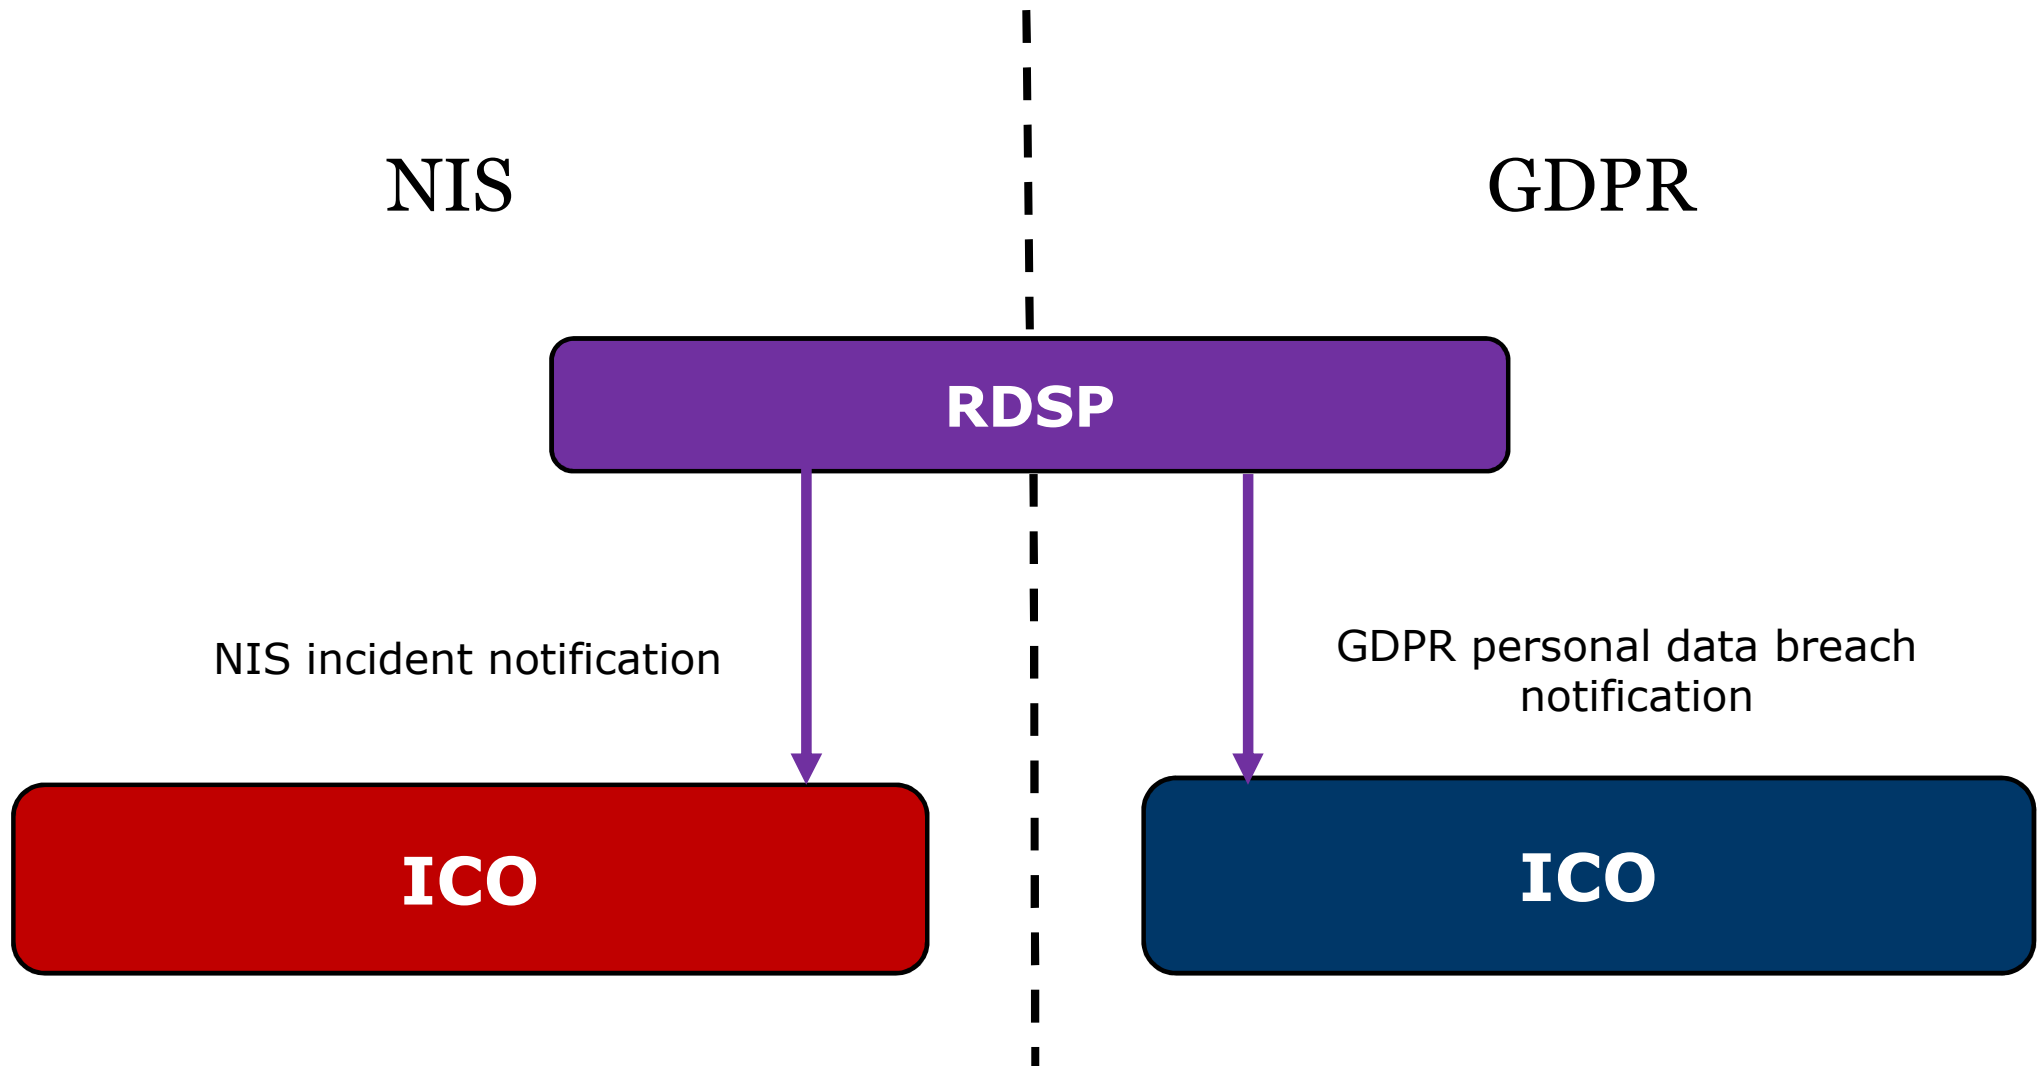 NIS
GDPR
RDSP
NIS incident notification
GDPR personal data breach
notification
ICO
ICO